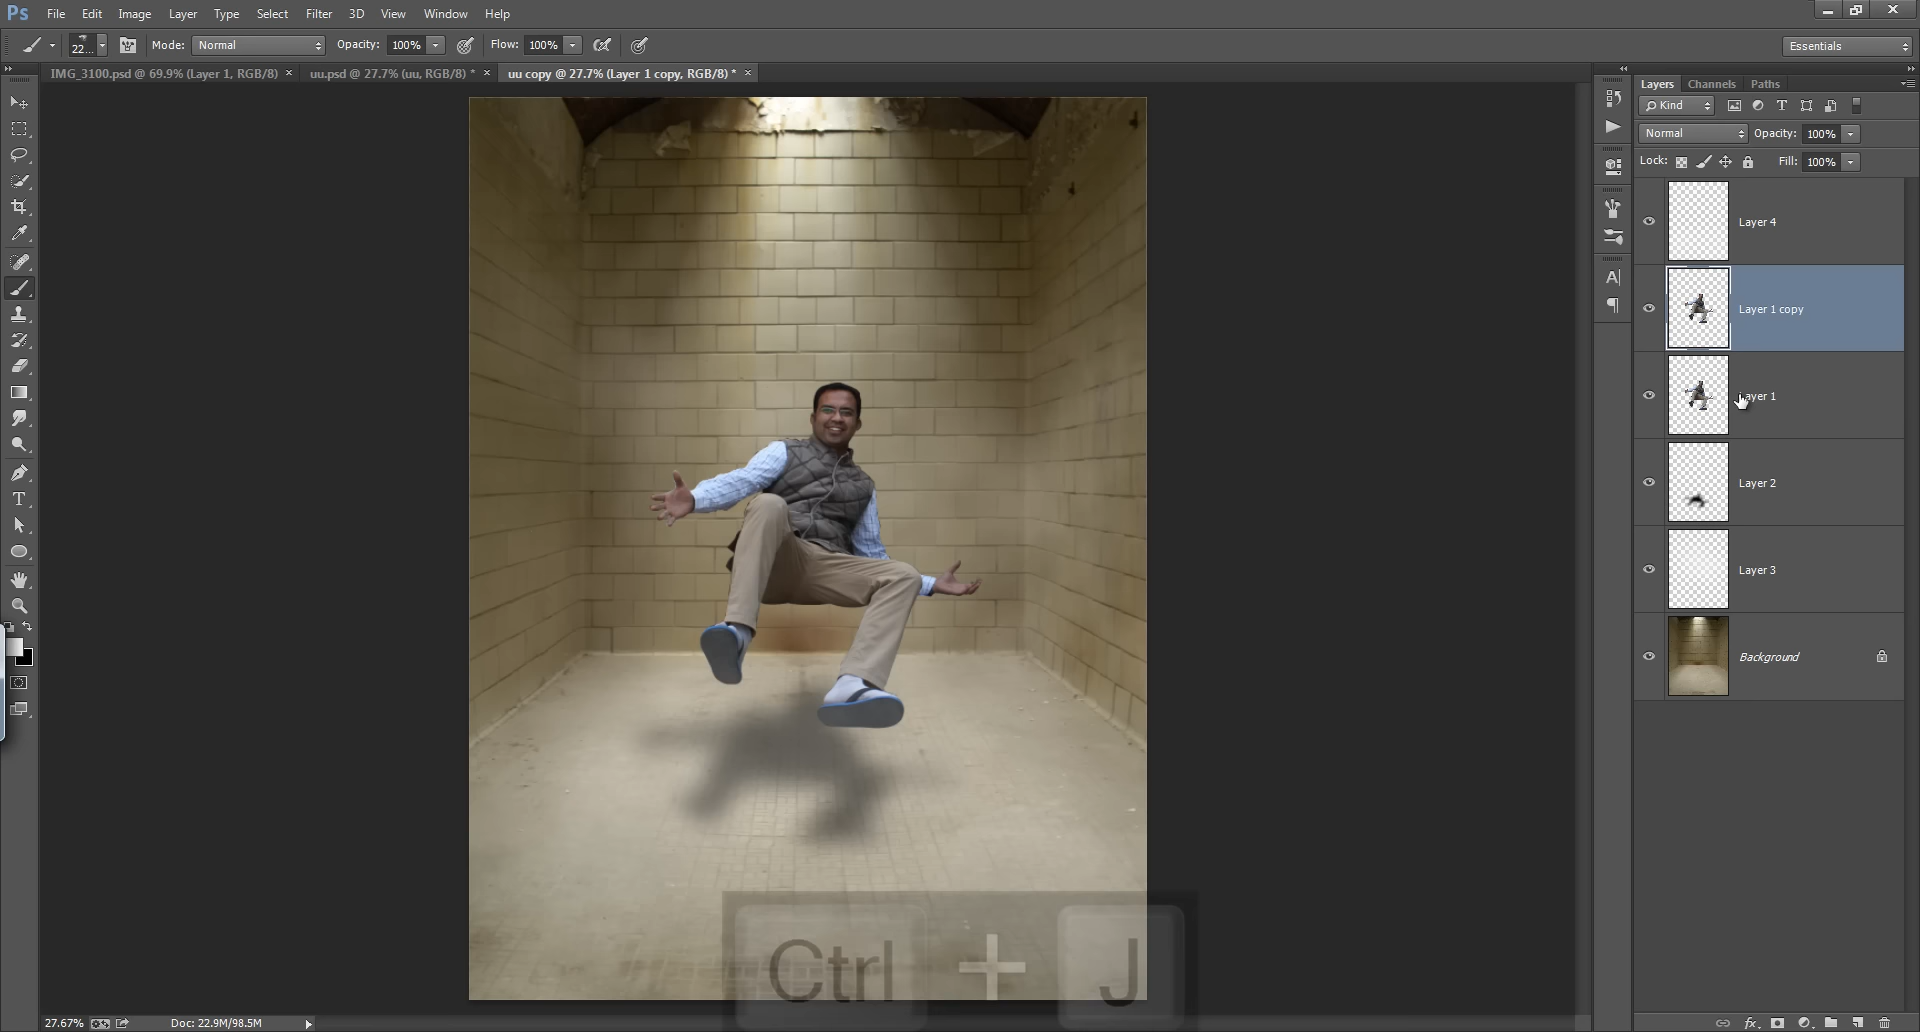 Ps File Edit Image Layer Type Select Filter 3D View Window Help
22... Mode: Normal Opacity: 100% Flow: 100% Essentials
IMG_3100.psd @ 69.9% (Layer 1, RGB/8) × uu.psd @ 27.7% (uu, RGB/8) * × uu copy @ 27.7% (Layer 1 copy, RGB/8) * ×
Layers Channels Paths
Kind
Normal Opacity: 100%
Lock: Fill: 100%
Layer 4
Layer 1 copy
Layer 1
Layer 2
Layer 3
Background
Ctrl + J
27.67% Doc: 22.9M/98.5M